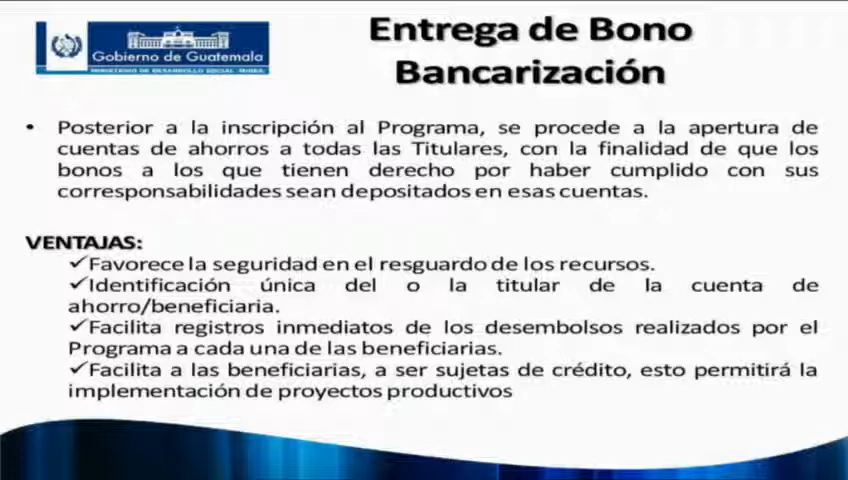 Entrega de Bono
Bancarización
Gobierno de Guatemala
MINISTERIO DE DESARROLLO SOCIAL -MIDES-
• Posterior a la inscripción al Programa, se procede a la apertura de
cuentas de ahorros a todas las Titulares, con la finalidad de que los
bonos a los que tienen derecho por haber cumplido con sus
corresponsabilidades sean depositados en esas cuentas.
VENTAJAS:
✓Favorece la seguridad en el resguardo de los recursos.
✓Identificación única del o la titular de la cuenta de
ahorro/beneficiaria.
✓Facilita registros inmediatos de los desembolsos realizados por el
Programa a cada una de las beneficiarias.
✓Facilita a las beneficiarias, a ser sujetas de crédito, esto permitirá la
implementación de proyectos productivos